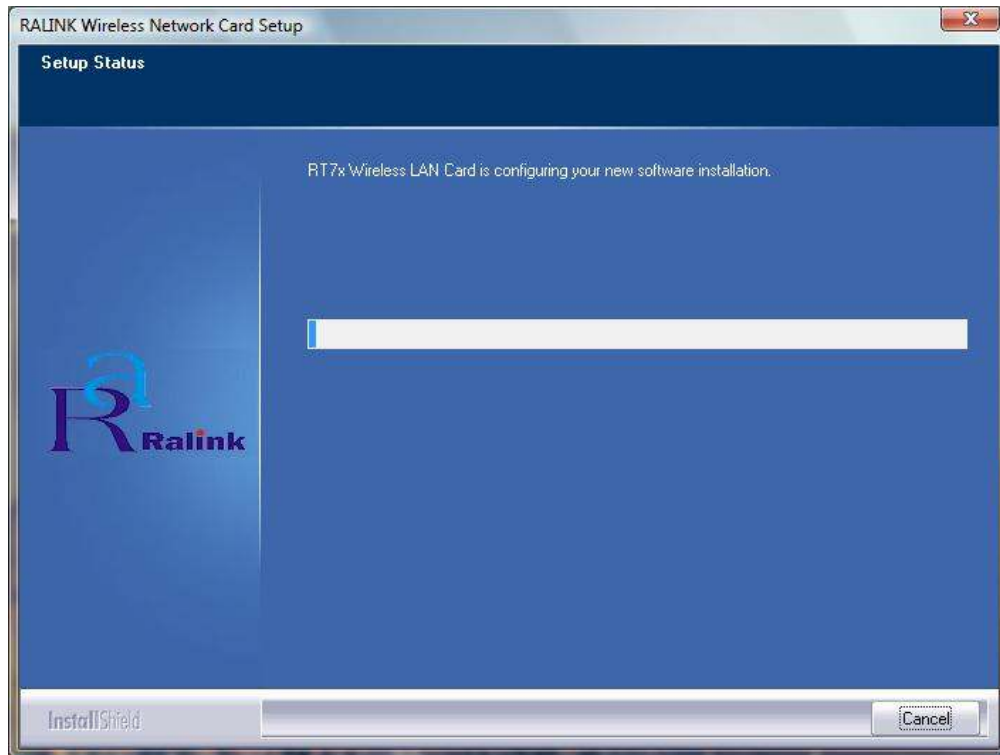 RALINK Wireless Network Card Setup
Setup Status
RT7x Wireless LAN Card is configuring your new software installation.
Ra
Ralink
InstallShield
Cancel